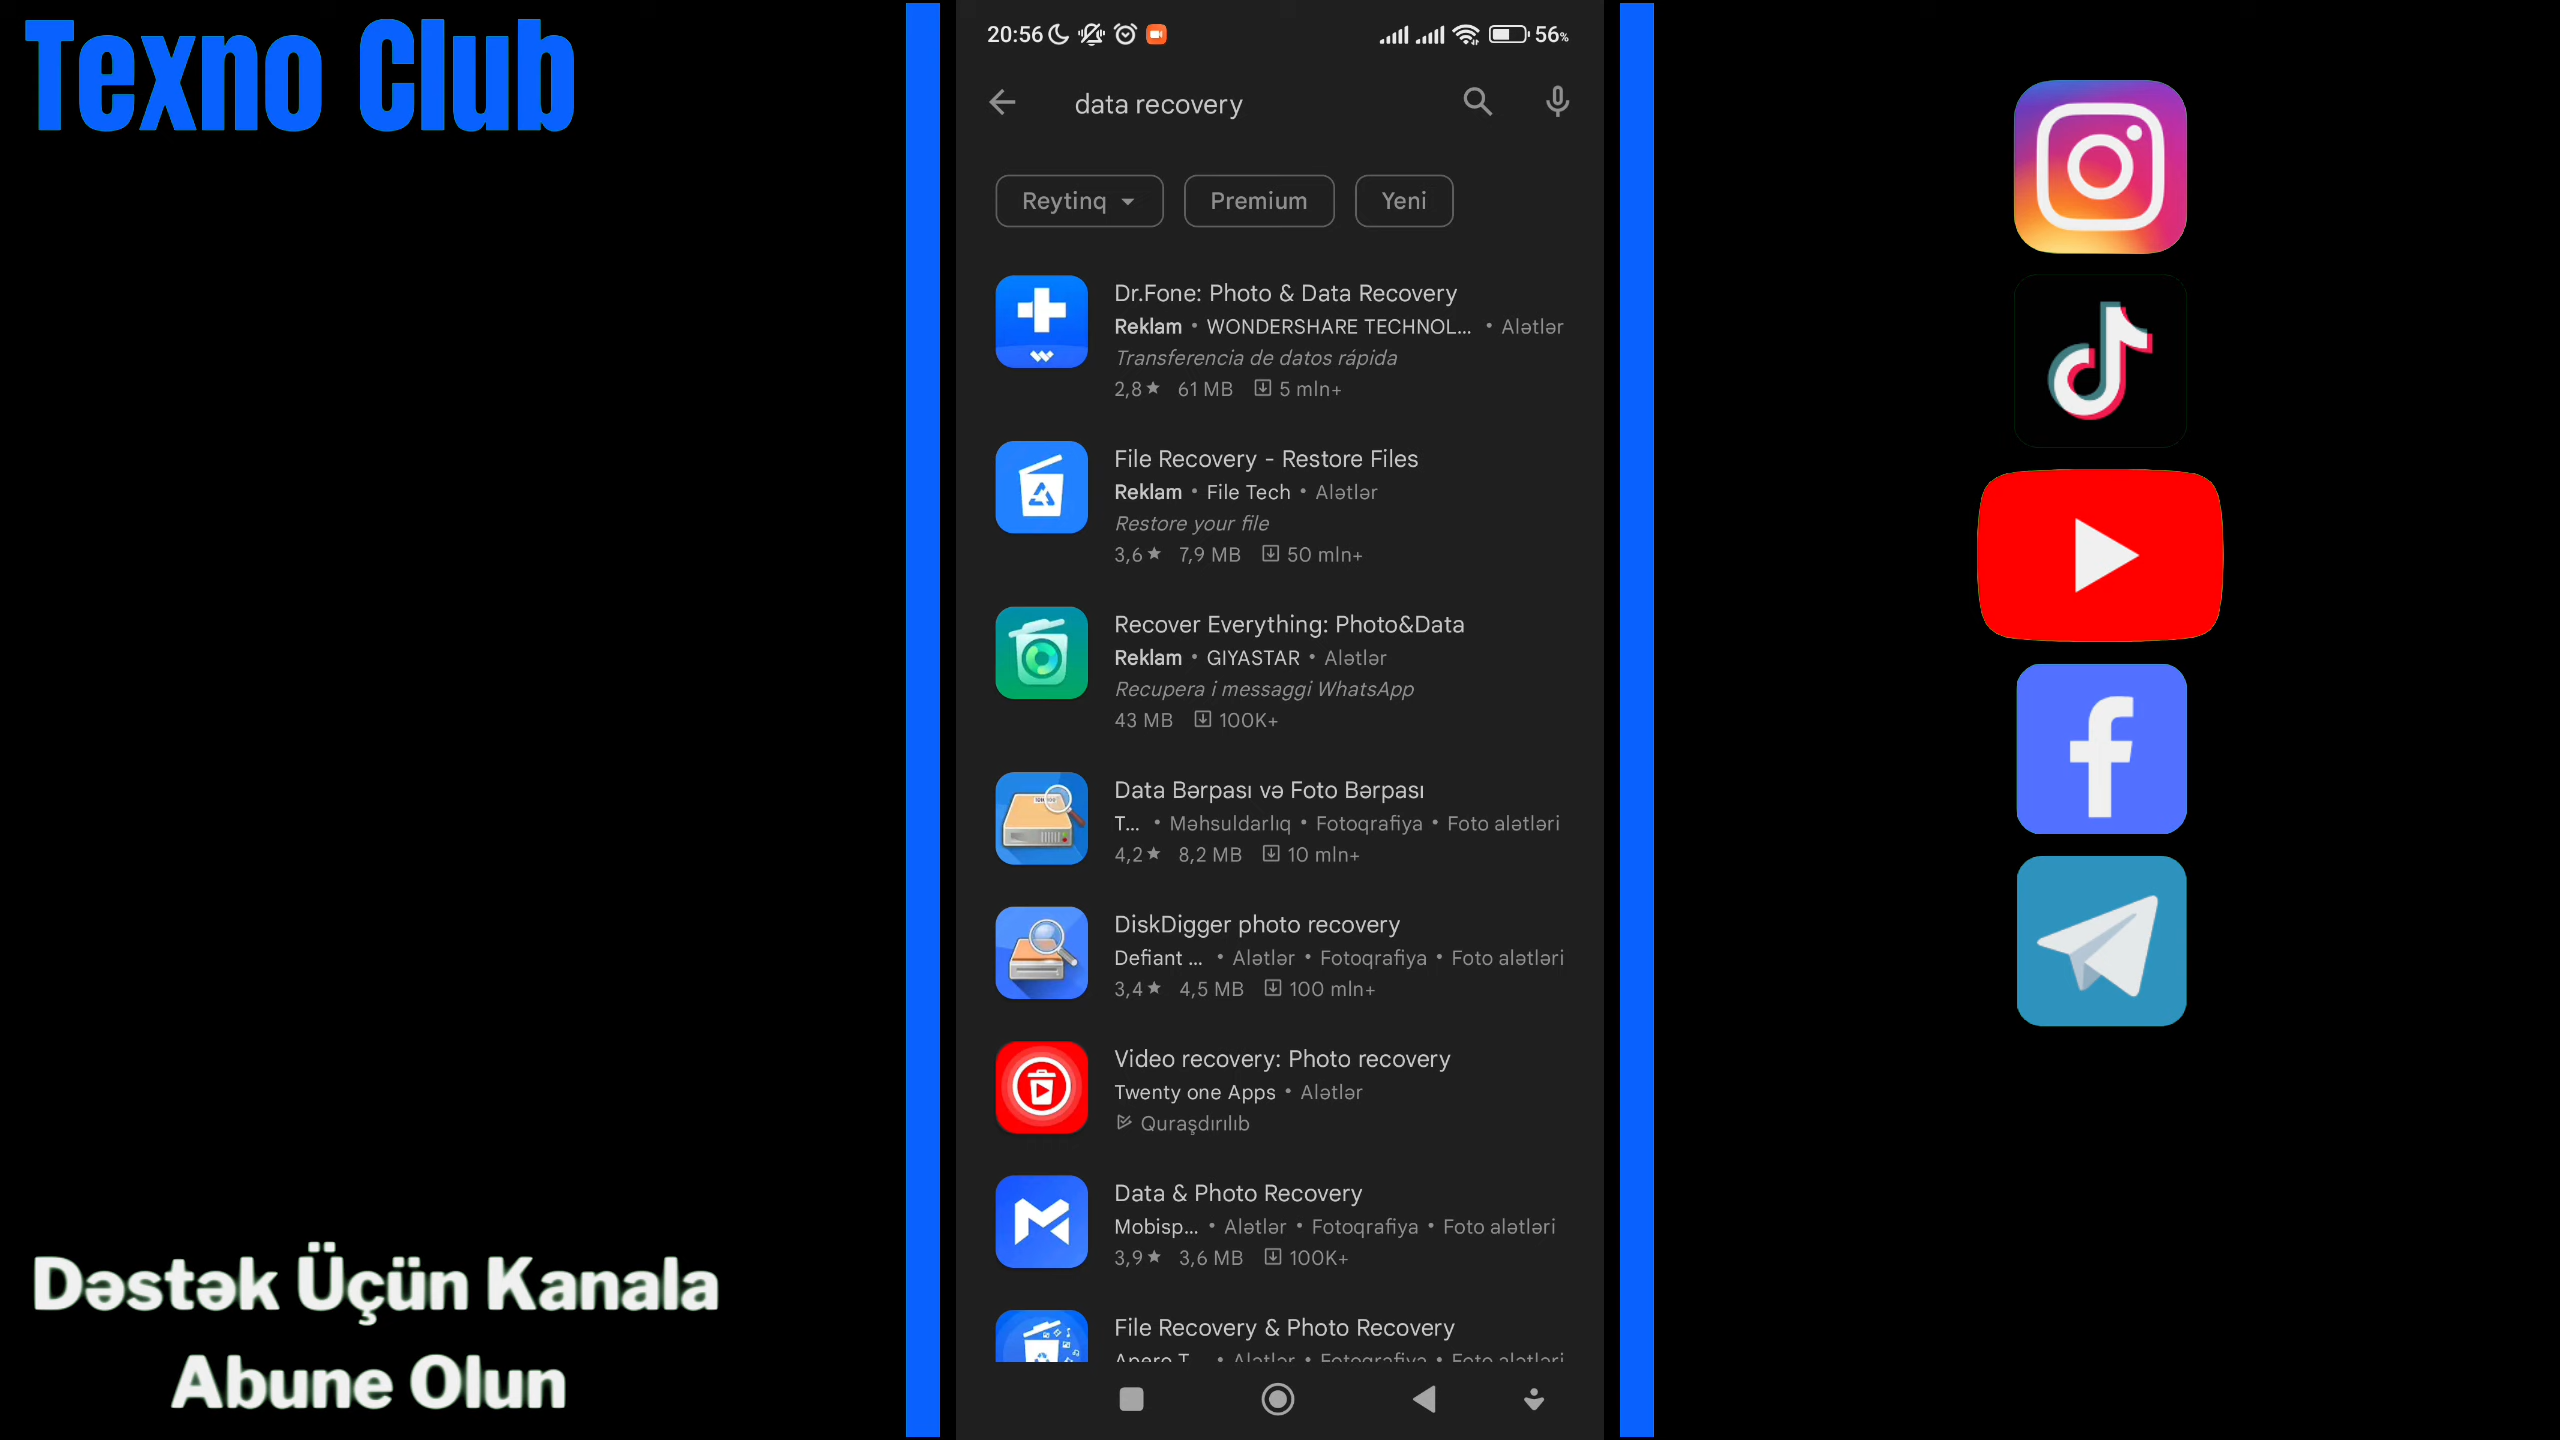 Texno Club
20:56
56%
data recovery
Reytinq
Premium
Yeni
Dr.Fone: Photo & Data Recovery
Reklam • WONDERSHARE TECHNOL... • Alətlər
Transferencia de datos rápida
2,8★ 61 MB 5 mln+
File Recovery - Restore Files
Reklam • File Tech • Alətlər
Restore your file
3,6★ 7,9 MB 50 mln+
Recover Everything: Photo&Data
Reklam • GIYASTAR • Alətlər
Recupera i messaggi WhatsApp
43 MB 100K+
Data Bərpası və Foto Bərpası
T... • Məhsuldarlıq • Fotoqrafiya • Foto alətləri
4,2★ 8,2 MB 10 mln+
DiskDigger photo recovery
Defiant ... • Alətlər • Fotoqrafiya • Foto alətləri
3,4★ 4,5 MB 100 mln+
Video recovery: Photo recovery
Twenty one Apps • Alətlər
Quraşdırılıb
Data & Photo Recovery
Mobisp... • Alətlər • Fotoqrafiya • Foto alətləri
3,9★ 3,6 MB 100K+
File Recovery & Photo Recovery
Apero T... • Alətlər • Fotoqrafiya • Foto alətləri
Dəstək Üçün Kanala
Abune Olun